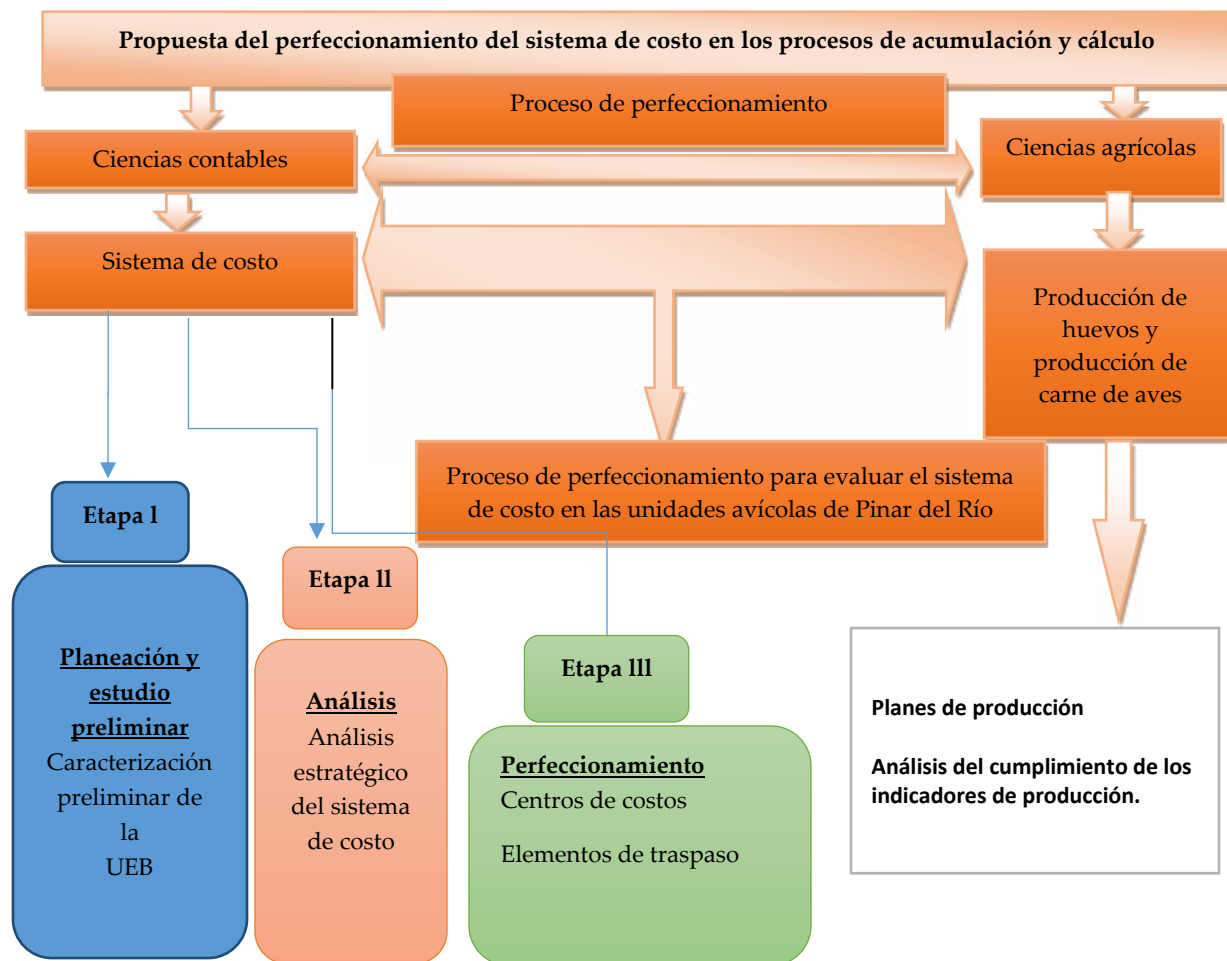 Propuesta del perfeccionamiento del sistema de costo en los procesos de acumulación y cálculo
Proceso de perfeccionamiento
Ciencias contables
Ciencias agrícolas
Sistema de costo
Producción de
huevos y
producción de
carne de aves
Proceso de perfeccionamiento para evaluar el sistema
de costo en las unidades avícolas de Pinar del Río
Etapa l
Planeación y
estudio
preliminar
Caracterización
preliminar de
la
UEB
Etapa ll
Análisis
Análisis
estratégico
del sistema
de costo
Etapa lll
Perfeccionamiento
Centros de costos
Elementos de traspaso
Planes de producción
Análisis del cumplimiento de los
indicadores de producción.